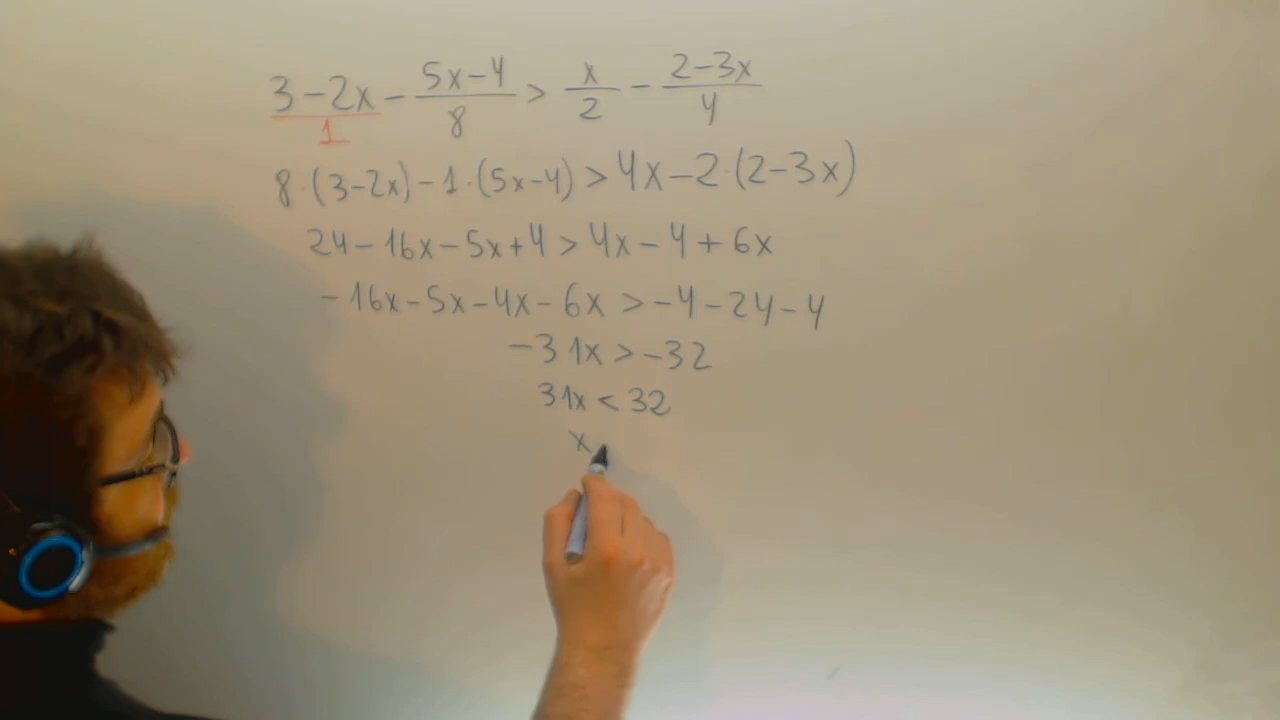 3-2x/1 - 5x-4/8 > x/2 - 2-3x/4
8·(3-2x)-1·(5x-4) > 4x-2·(2-3x)
24-16x-5x+4 > 4x-4+6x
-16x-5x-4x-6x > -4-24-4
-31x > -32
31x < 32
x